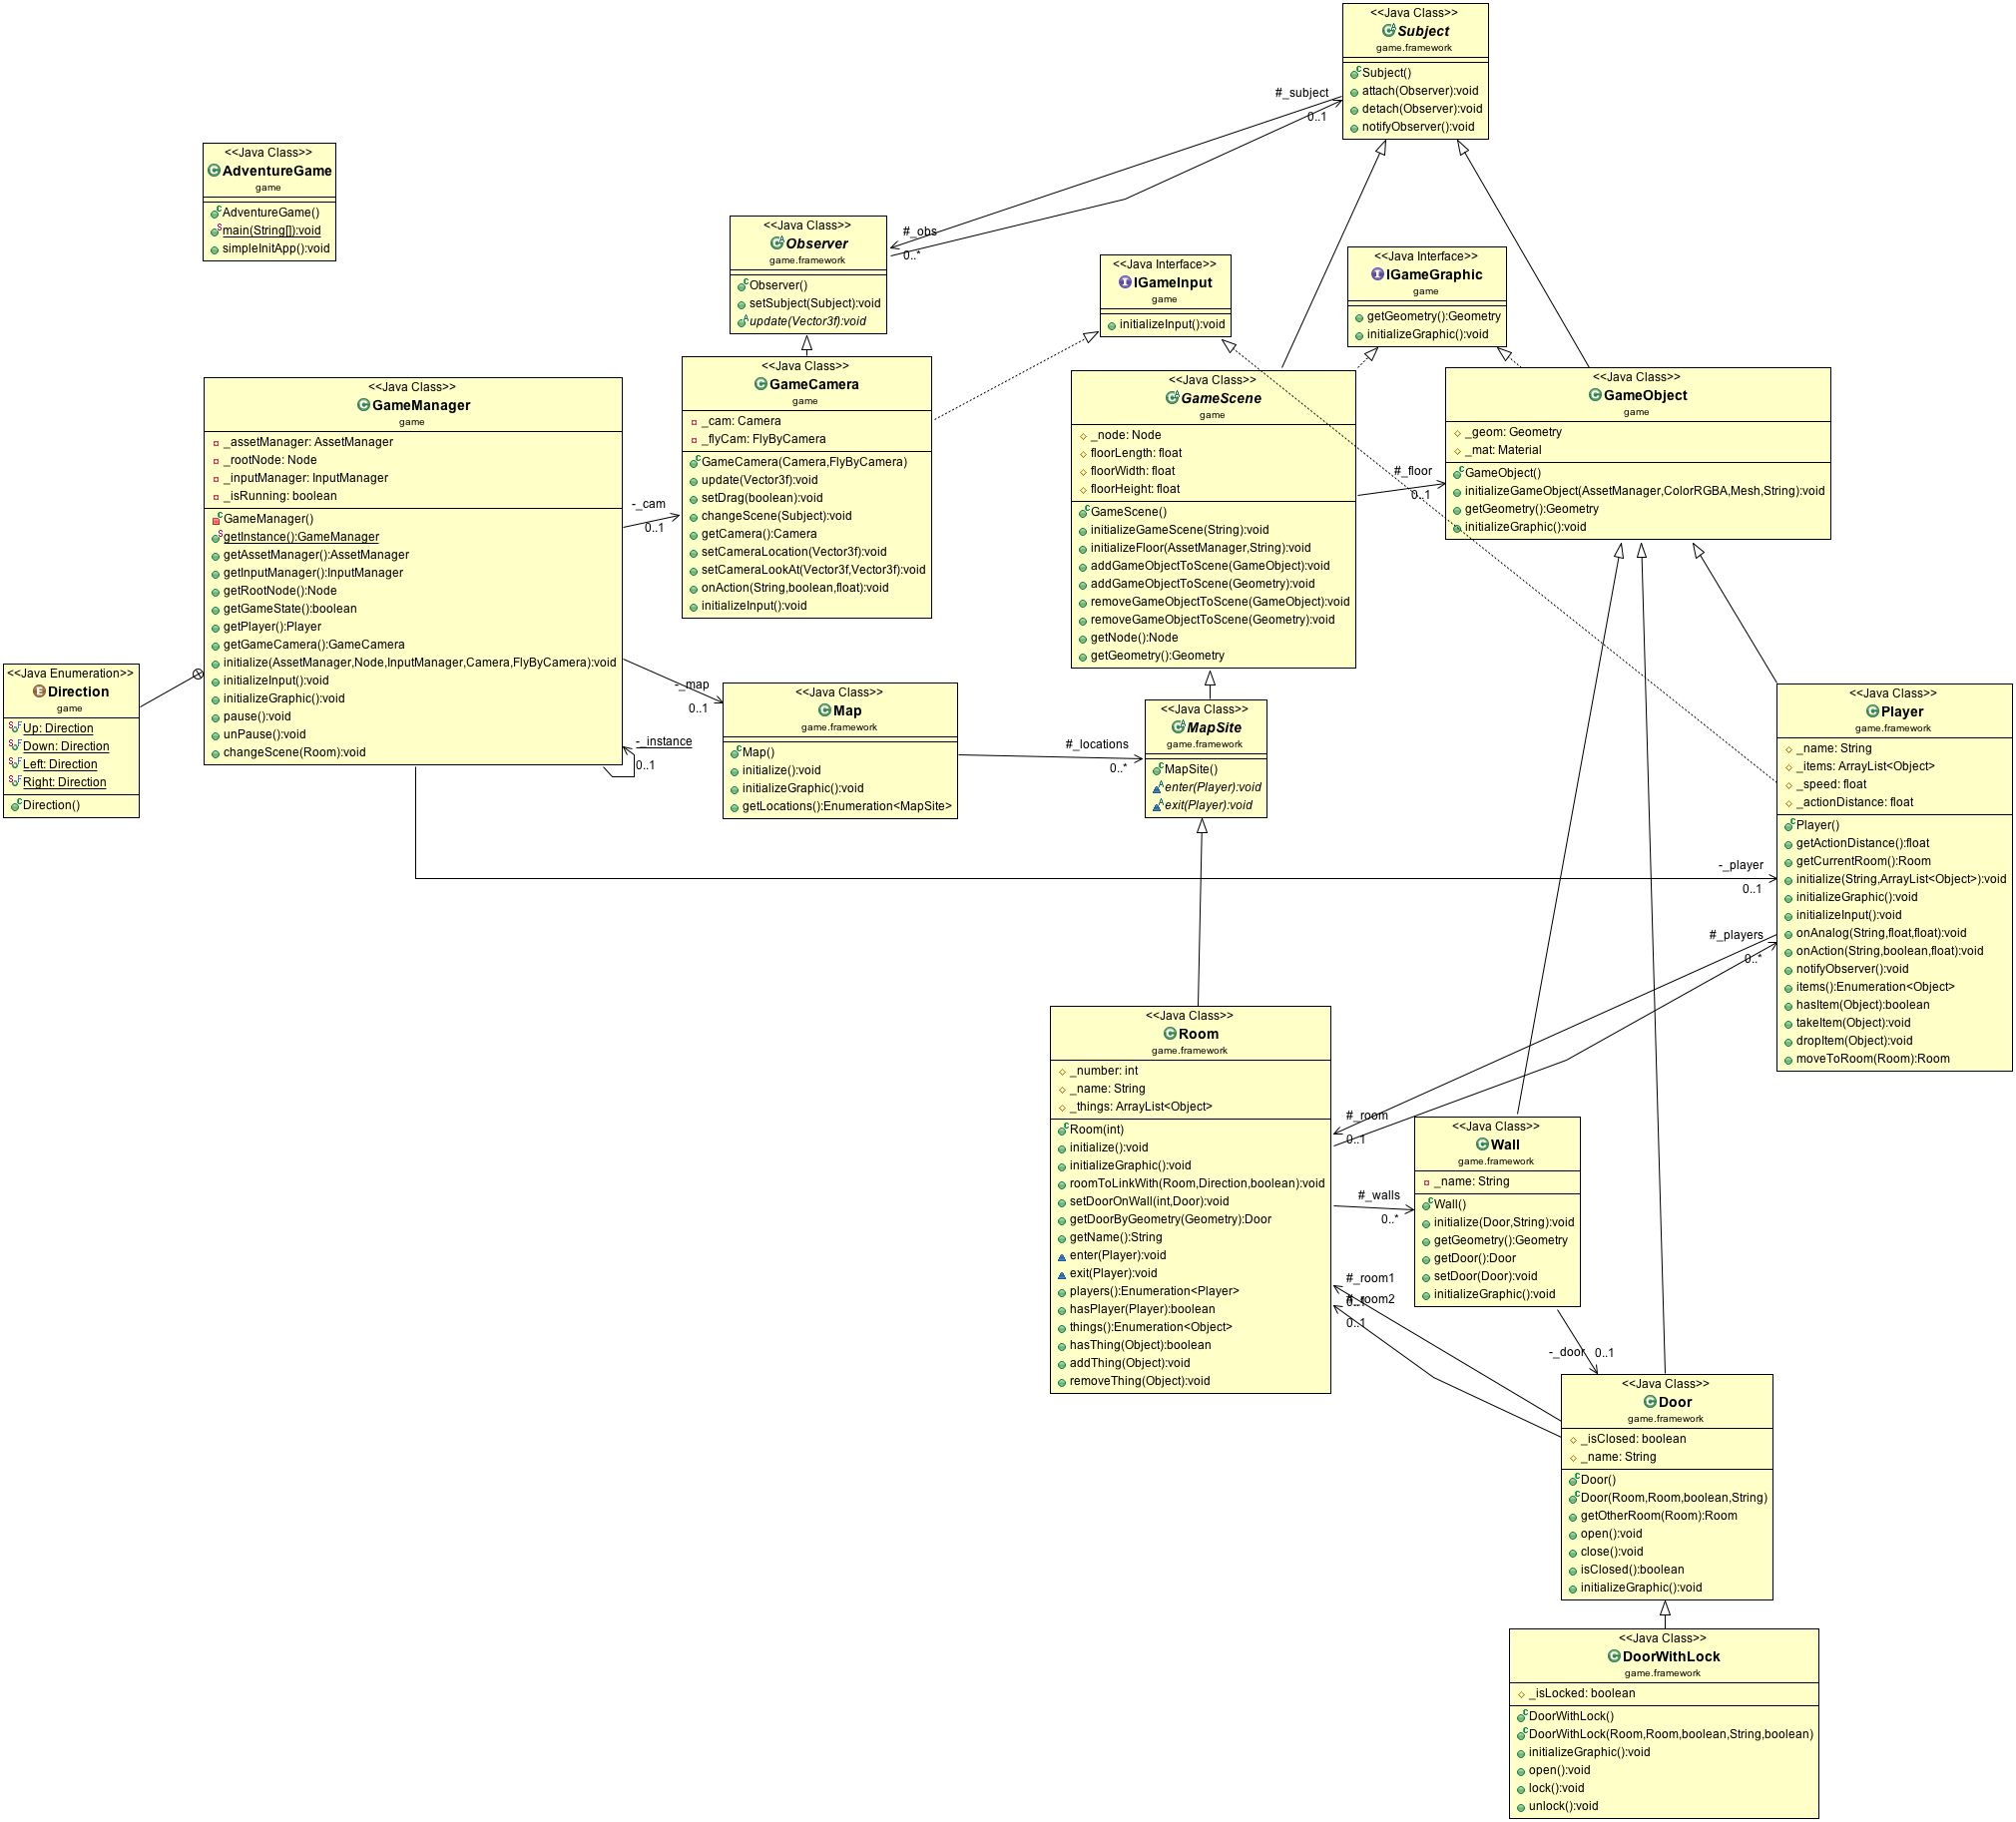 <<Java Class>>
Subject
game.framework
Subject()
attach(Observer):void
detach(Observer):void
notifyObserver():void
#_subject
0..1
<<Java Class>>
AdventureGame
game
AdventureGame()
main(String[]):void
simpleInitApp():void
<<Java Class>>
Observer
game.framework
Observer()
setSubject(Subject):void
update(Vector3f):void
#_obs
0..*
<<Java Interface>>
IGameInput
game
initializeInput():void
<<Java Interface>>
IGameGraphic
game
getGeometry():Geometry
initializeGraphic():void
<<Java Class>>
GameManager
game
_assetManager: AssetManager
_rootNode: Node
_inputManager: InputManager
_isRunning: boolean
GameManager()
getInstance():GameManager
getAssetManager():AssetManager
getInputManager():InputManager
getRootNode():Node
getGameState():boolean
getPlayer():Player
getGameCamera():GameCamera
initialize(AssetManager,Node,InputManager,Camera,FlyByCamera):void
initializeInput():void
initializeGraphic():void
pause():void
unPause():void
changeScene(Room):void
-_cam
0..1
<<Java Class>>
GameCamera
game
_cam: Camera
_flyCam: FlyByCamera
GameCamera(Camera,FlyByCamera)
update(Vector3f):void
setDrag(boolean):void
changeScene(Subject):void
getCamera():Camera
setCameraLocation(Vector3f):void
setCameraLookAt(Vector3f,Vector3f):void
onAction(String,boolean,float):void
initializeInput():void
<<Java Class>>
GameScene
game
_node: Node
floorLength: float
floorWidth: float
floorHeight: float
GameScene()
initializeGameScene(String):void
initializeFloor(AssetManager,String):void
addGameObjectToScene(GameObject):void
addGameObjectToScene(Geometry):void
removeGameObjectToScene(GameObject):void
removeGameObjectToScene(Geometry):void
getNode():Node
getGeometry():Geometry
#_floor
0..1
<<Java Class>>
GameObject
game
_geom: Geometry
_mat: Material
GameObject()
initializeGameObject(AssetManager,ColorRGBA,Mesh,String):void
getGeometry():Geometry
initializeGraphic():void
<<Java Enumeration>>
Direction
game
Up: Direction
Down: Direction
Left: Direction
Right: Direction
Direction()
-_map
0..1
-_instance
0..1
<<Java Class>>
Map
game.framework
Map()
initialize():void
initializeGraphic():void
getLocations():Enumeration<MapSite>
#_locations
0..*
<<Java Class>>
MapSite
game.framework
MapSite()
enter(Player):void
exit(Player):void
<<Java Class>>
Player
game.framework
_name: String
_items: ArrayList<Object>
_speed: float
_actionDistance: float
Player()
getActionDistance():float
getCurrentRoom():Room
initialize(String,ArrayList<Object>):void
initializeGraphic():void
initializeInput():void
onAnalog(String,float,float):void
onAction(String,boolean,float):void
notifyObserver():void
items():Enumeration<Object>
hasItem(Object):boolean
takeItem(Object):void
dropItem(Object):void
moveToRoom(Room):Room
-_player
0..1
#_players
0..*
<<Java Class>>
Room
game.framework
_number: int
_name: String
_things: ArrayList<Object>
Room(int)
initialize():void
initializeGraphic():void
roomToLinkWith(Room,Direction,boolean):void
setDoorOnWall(int,Door):void
getDoorByGeometry(Geometry):Door
getName():String
enter(Player):void
exit(Player):void
players():Enumeration<Player>
hasPlayer(Player):boolean
things():Enumeration<Object>
hasThing(Object):boolean
addThing(Object):void
removeThing(Object):void
#_room
0..1
#_walls
0..*
#_room1
0..1
#_room2
0..1
<<Java Class>>
Wall
game.framework
_name: String
Wall()
initialize(Door,String):void
getGeometry():Geometry
getDoor():Door
setDoor(Door):void
initializeGraphic():void
-_door
0..1
<<Java Class>>
Door
game.framework
_isClosed: boolean
_name: String
Door()
Door(Room,Room,boolean,String)
getOtherRoom(Room):Room
open():void
close():void
isClosed():boolean
initializeGraphic():void
<<Java Class>>
DoorWithLock
game.framework
_isLocked: boolean
DoorWithLock()
DoorWithLock(Room,Room,boolean,String,boolean)
initializeGraphic():void
open():void
lock():void
unlock():void